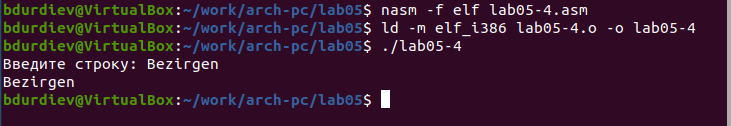 bdurdiev@VirtualBox:~/work/arch-pc/lab05$ nasm -f elf lab05-4.asm
bdurdiev@VirtualBox:~/work/arch-pc/lab05$ ld -m elf_i386 lab05-4.o -o lab05-4
bdurdiev@VirtualBox:~/work/arch-pc/lab05$ ./lab05-4
Введите строку: Bezirgen
Bezirgen
bdurdiev@VirtualBox:~/work/arch-pc/lab05$